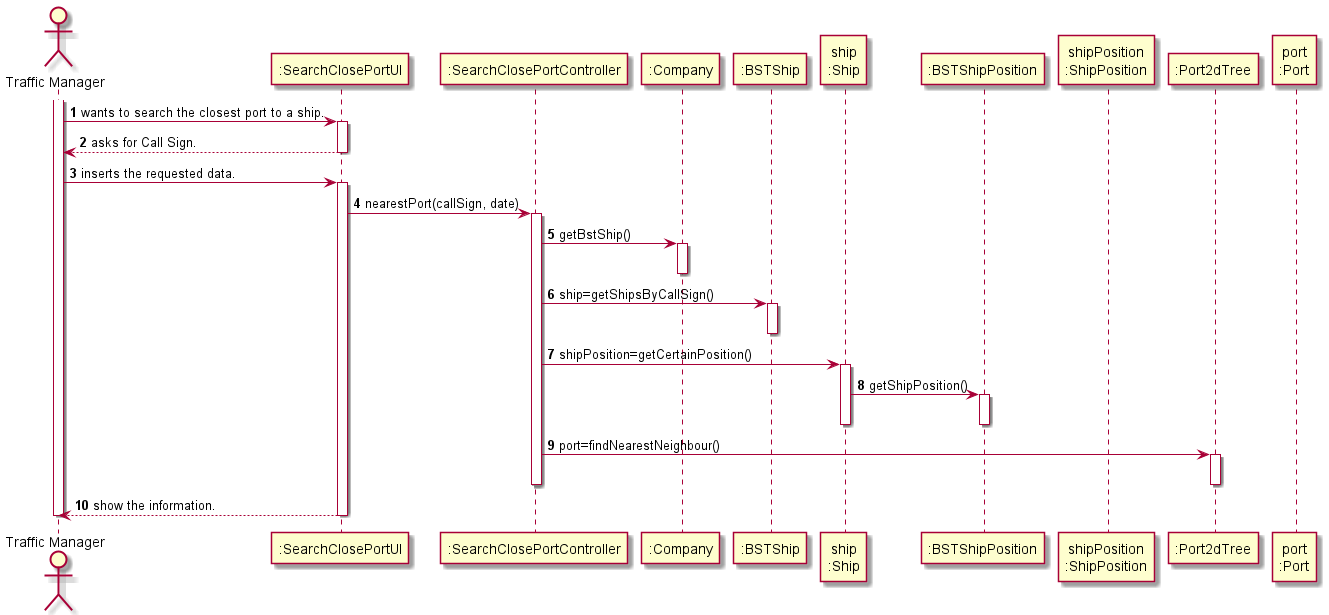 Traffic Manager
:SearchClosePortUI
:SearchClosePortController
:Company
:BSTShip
ship
:Ship
:BSTShipPosition
shipPosition
:ShipPosition
:Port2dTree
port
:Port
1 wants to search the closest port to a ship.
2 asks for Call Sign.
3 inserts the requested data.
4 nearestPort(callSign, date)
5 getBstShip()
6 ship=getShipsByCallSign()
7 shipPosition=getCertainPosition()
8 getShipPosition()
9 port=findNearestNeighbour()
10 show the information.
Traffic Manager
:SearchClosePortUI
:SearchClosePortController
:Company
:BSTShip
ship
:Ship
:BSTShipPosition
shipPosition
:ShipPosition
:Port2dTree
port
:Port